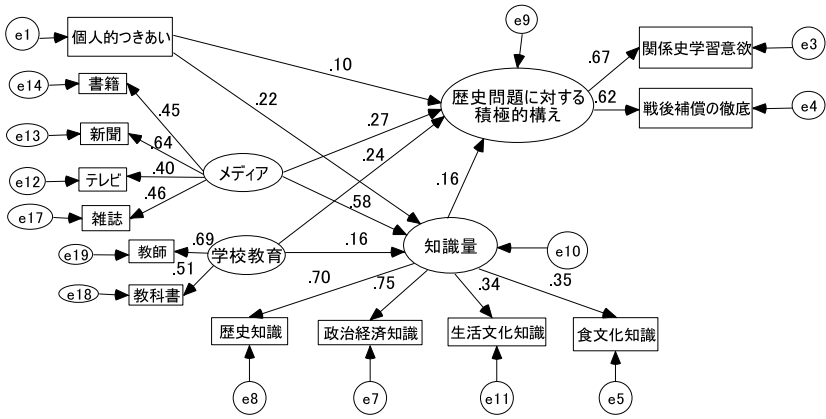 e1
個人的つきあい
e9
関係史学習意欲
e3
.67
.10
e14
書籍
歴史問題に対する
積極的構え
.62
戦後補償の徹底
e4
.45
.22
.27
e13
新聞
.64
.24
メディア
e12
テレビ
.40
.16
.46
e17
雑誌
.58
e19
教師
.69
学校教育
.16
知識量
e10
.51
e18
教科書
.70
.75
.34
.35
歴史知識
政治経済知識
生活文化知識
食文化知識
e8
e7
e11
e5